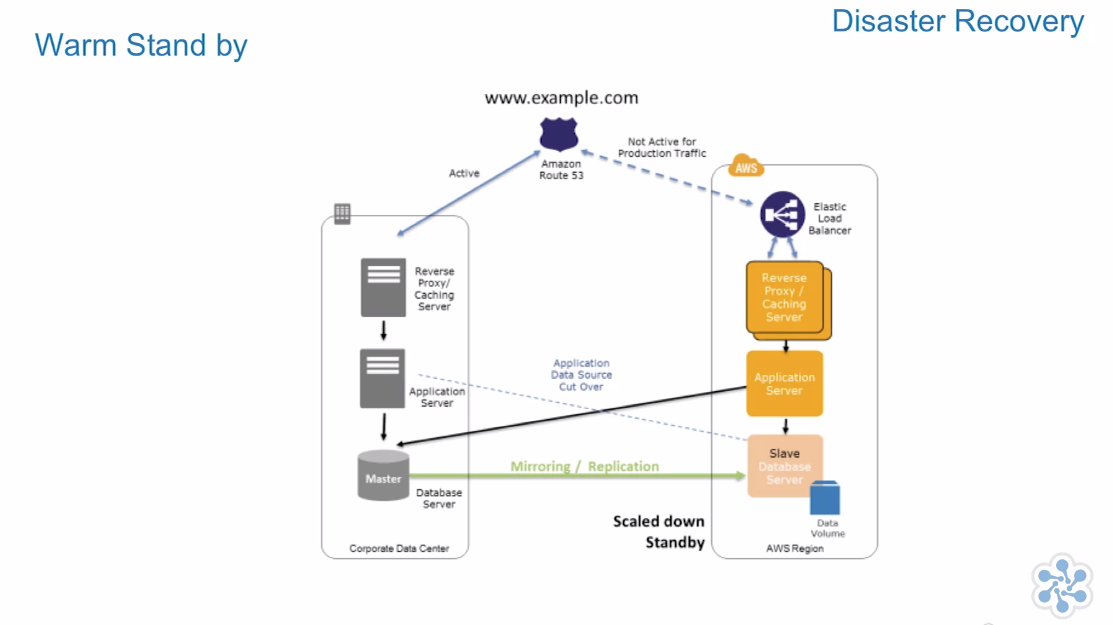 Disaster Recovery
Warm Stand by
www.example.com
Not Active for
Production Traffic
Active
Amazon
Route 53
AWS
Elastic
Load
Balancer
Reverse
Proxy/
Caching
Server
Reverse
Proxy /
Caching
Server
Application
Data Source
Cut Over
Application
Server
Application
Server
Master
Database
Server
Mirroring / Replication
Slave
Database
Server
Data
Volume
Scaled down
Standby
Corporate Data Center
AWS Region